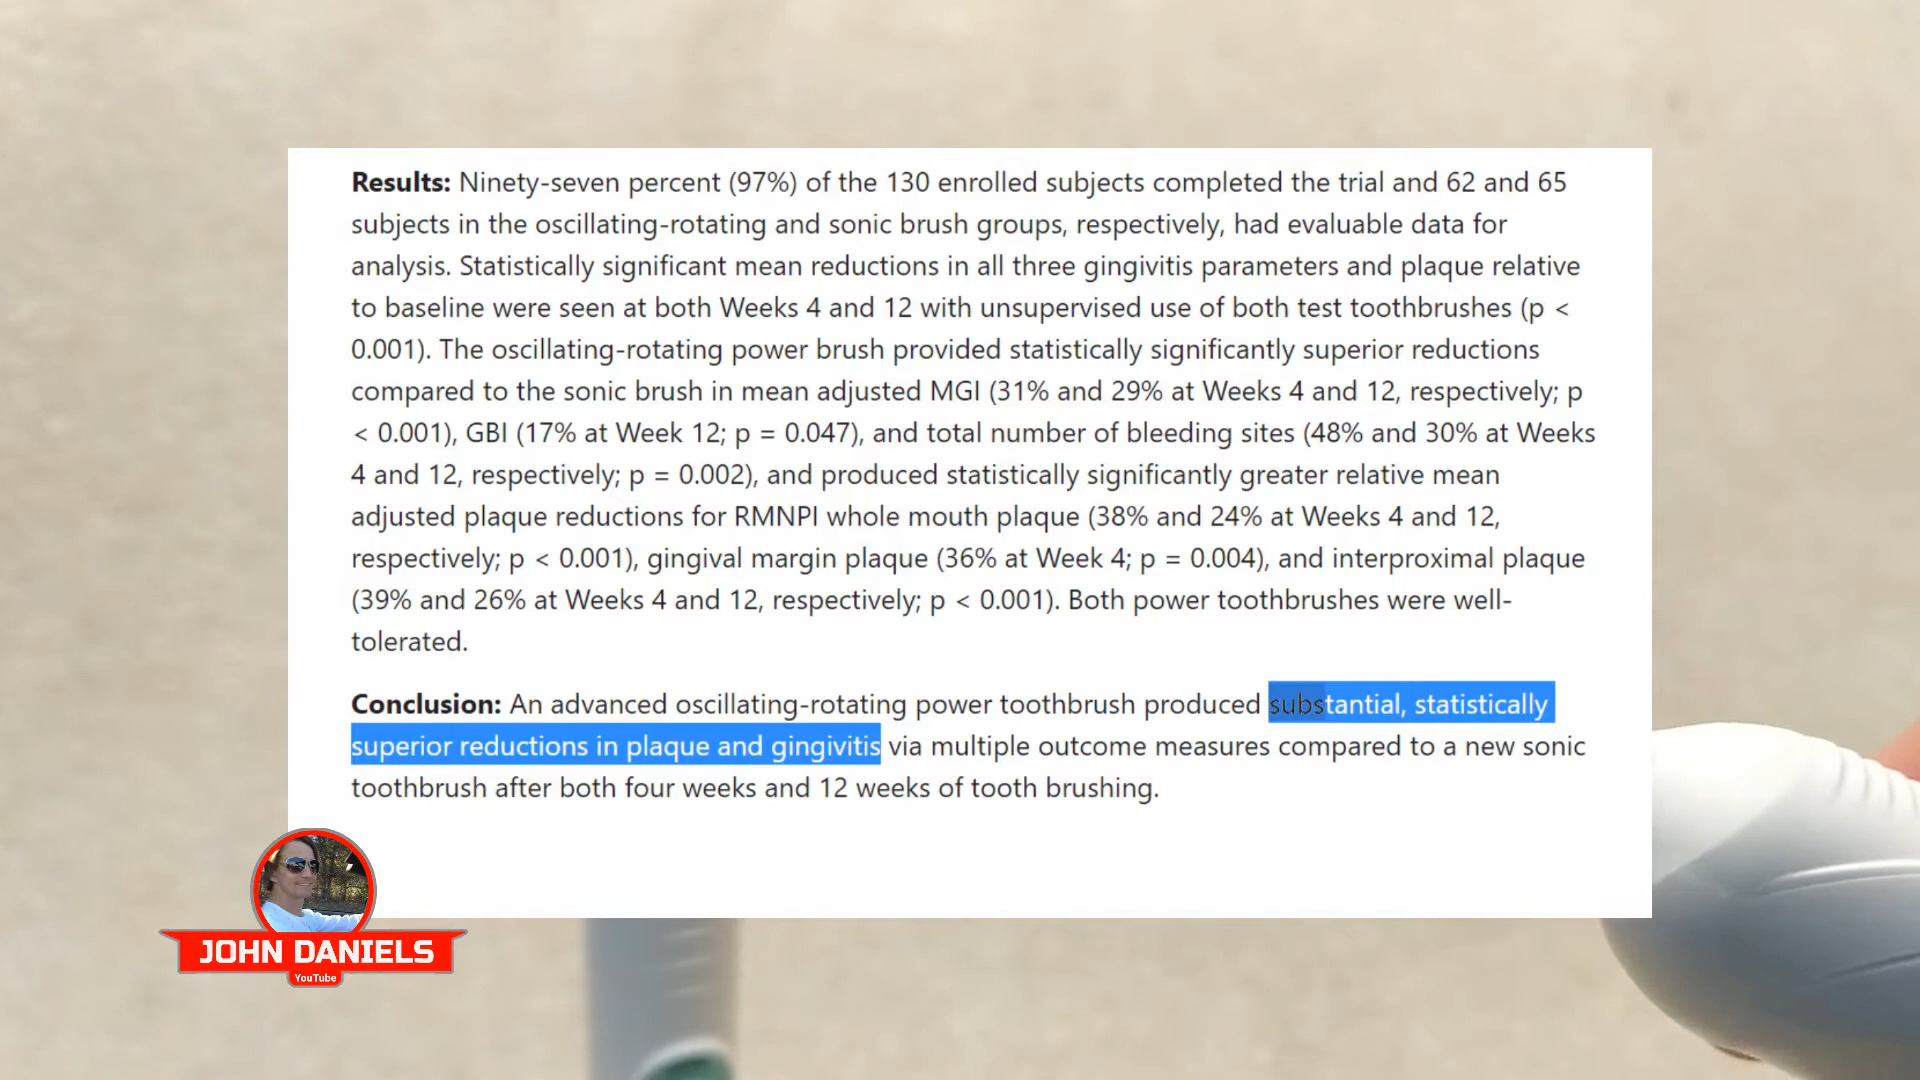 Results: Ninety-seven percent (97%) of the 130 enrolled subjects completed the trial and 62 and 65
subjects in the oscillating-rotating and sonic brush groups, respectively, had evaluable data for
analysis. Statistically significant mean reductions in all three gingivitis parameters and plaque relative
to baseline were seen at both Weeks 4 and 12 with unsupervised use of both test toothbrushes (p <
0.001). The oscillating-rotating power brush provided statistically significantly superior reductions
compared to the sonic brush in mean adjusted MGI (31% and 29% at Weeks 4 and 12, respectively; p
< 0.001), GBI (17% at Week 12; p = 0.047), and total number of bleeding sites (48% and 30% at Weeks
4 and 12, respectively; p = 0.002), and produced statistically significantly greater relative mean
adjusted plaque reductions for RMNPI whole mouth plaque (38% and 24% at Weeks 4 and 12,
respectively; p < 0.001), gingival margin plaque (36% at Week 4; p = 0.004), and interproximal plaque
(39% and 26% at Weeks 4 and 12, respectively; p < 0.001). Both power toothbrushes were well-
tolerated.
Conclusion: An advanced oscillating-rotating power toothbrush produced substantial, statistically
superior reductions in plaque and gingivitis via multiple outcome measures compared to a new sonic
toothbrush after both four weeks and 12 weeks of tooth brushing.
JOHN DANIELS
YouTube